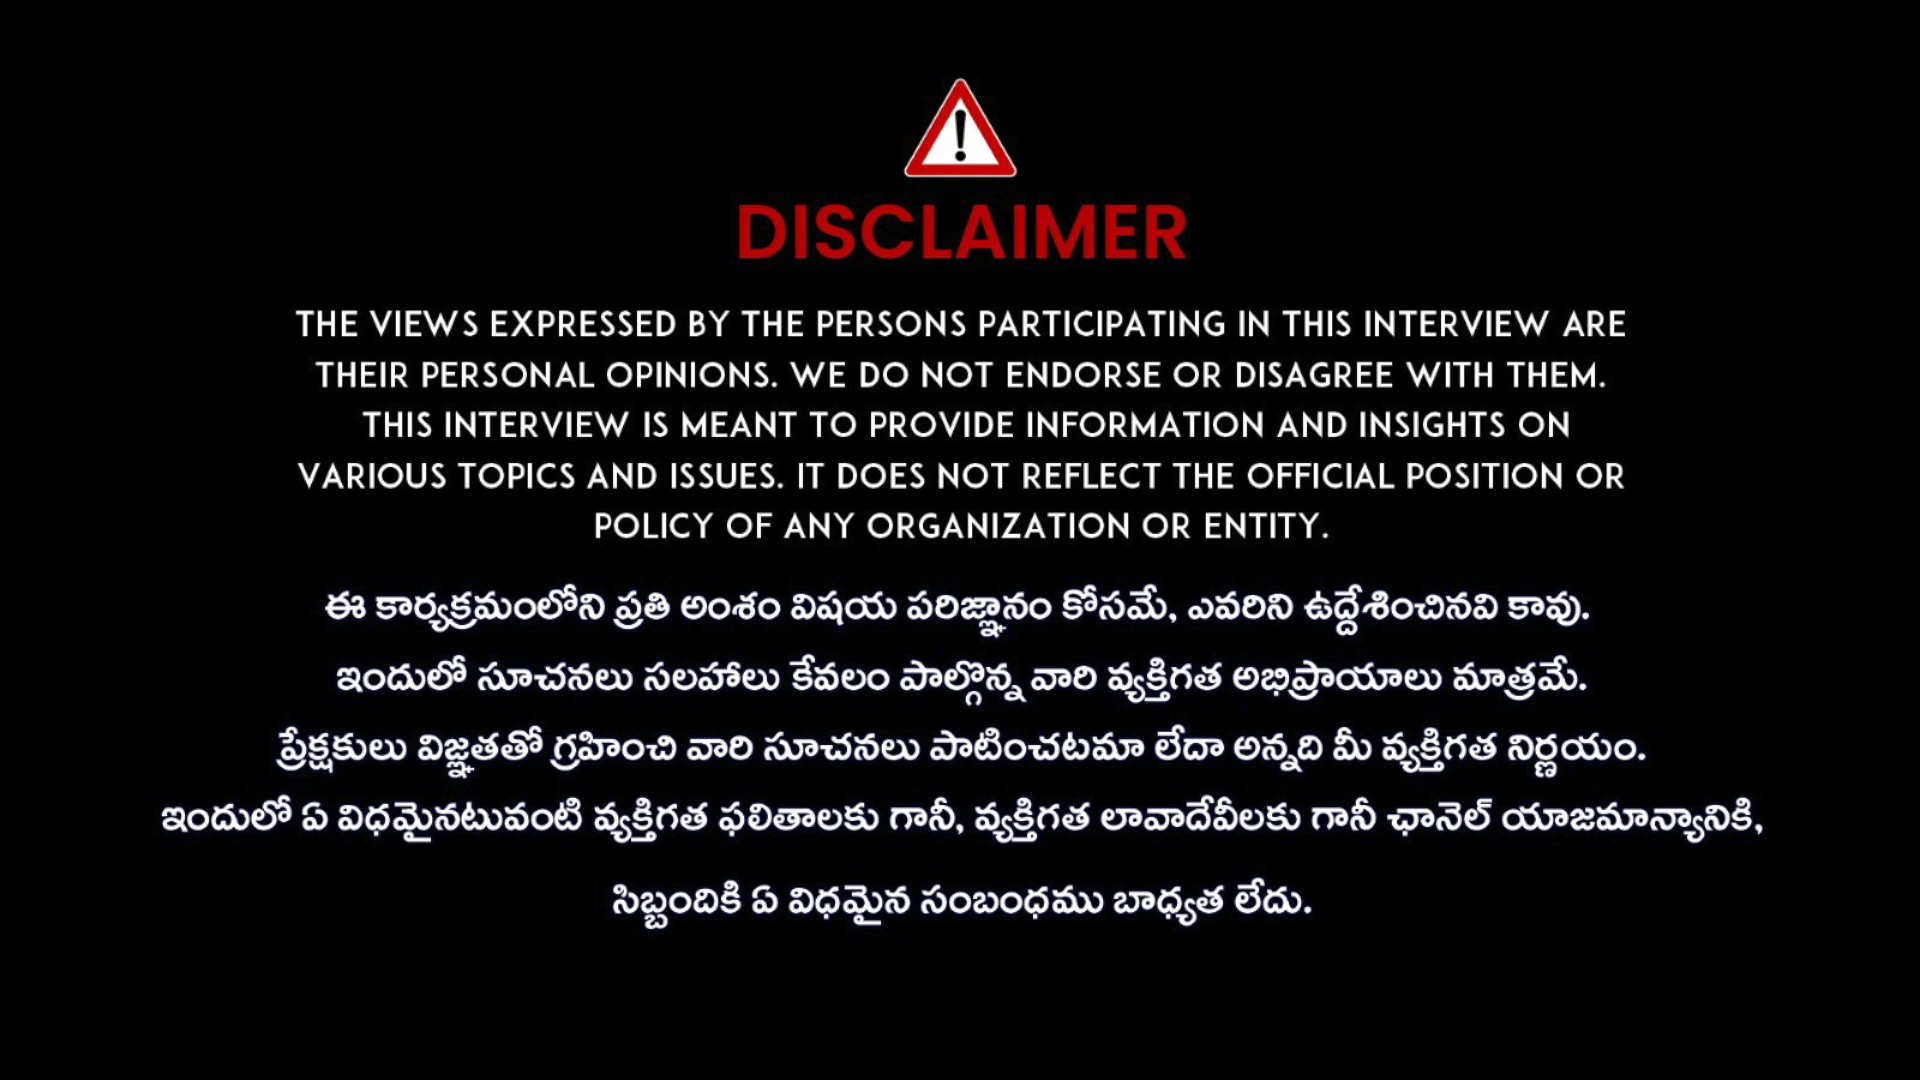 DISCLAIMER
THE VIEWS EXPRESSED BY THE PERSONS PARTICIPATING IN THIS INTERVIEW ARE
THEIR PERSONAL OPINIONS. WE DO NOT ENDORSE OR DISAGREE WITH THEM.
THIS INTERVIEW IS MEANT TO PROVIDE INFORMATION AND INSIGHTS ON
VARIOUS TOPICS AND ISSUES. IT DOES NOT REFLECT THE OFFICIAL POSITION OR
POLICY OF ANY ORGANIZATION OR ENTITY.
ఈ కార్యక్రమంలోని ప్రతి అంశం విషయ పరిజ్ఞానం కోసమే, ఎవరిని ఉద్దేశించినవి కావు.
ఇందులో సూచనలు సలహాలు కేవలం పాల్గొన్న వారి వ్యక్తిగత అభిప్రాయాలు మాత్రమే.
ప్రేక్షకులు విజ్ఞతతో గ్రహించి వారి సూచనలు పాటించటమా లేదా అన్నది మీ వ్యక్తిగత నిర్ణయం.
ఇందులో ఏ విధమైనటువంటి వ్యక్తిగత ఫలితాలకు గానీ, వ్యక్తిగత లావాదేవీలకు గానీ ఛానెల్ యాజమాన్యానికి,
సిబ్బందికి ఏ విధమైన సంబంధము బాధ్యత లేదు.